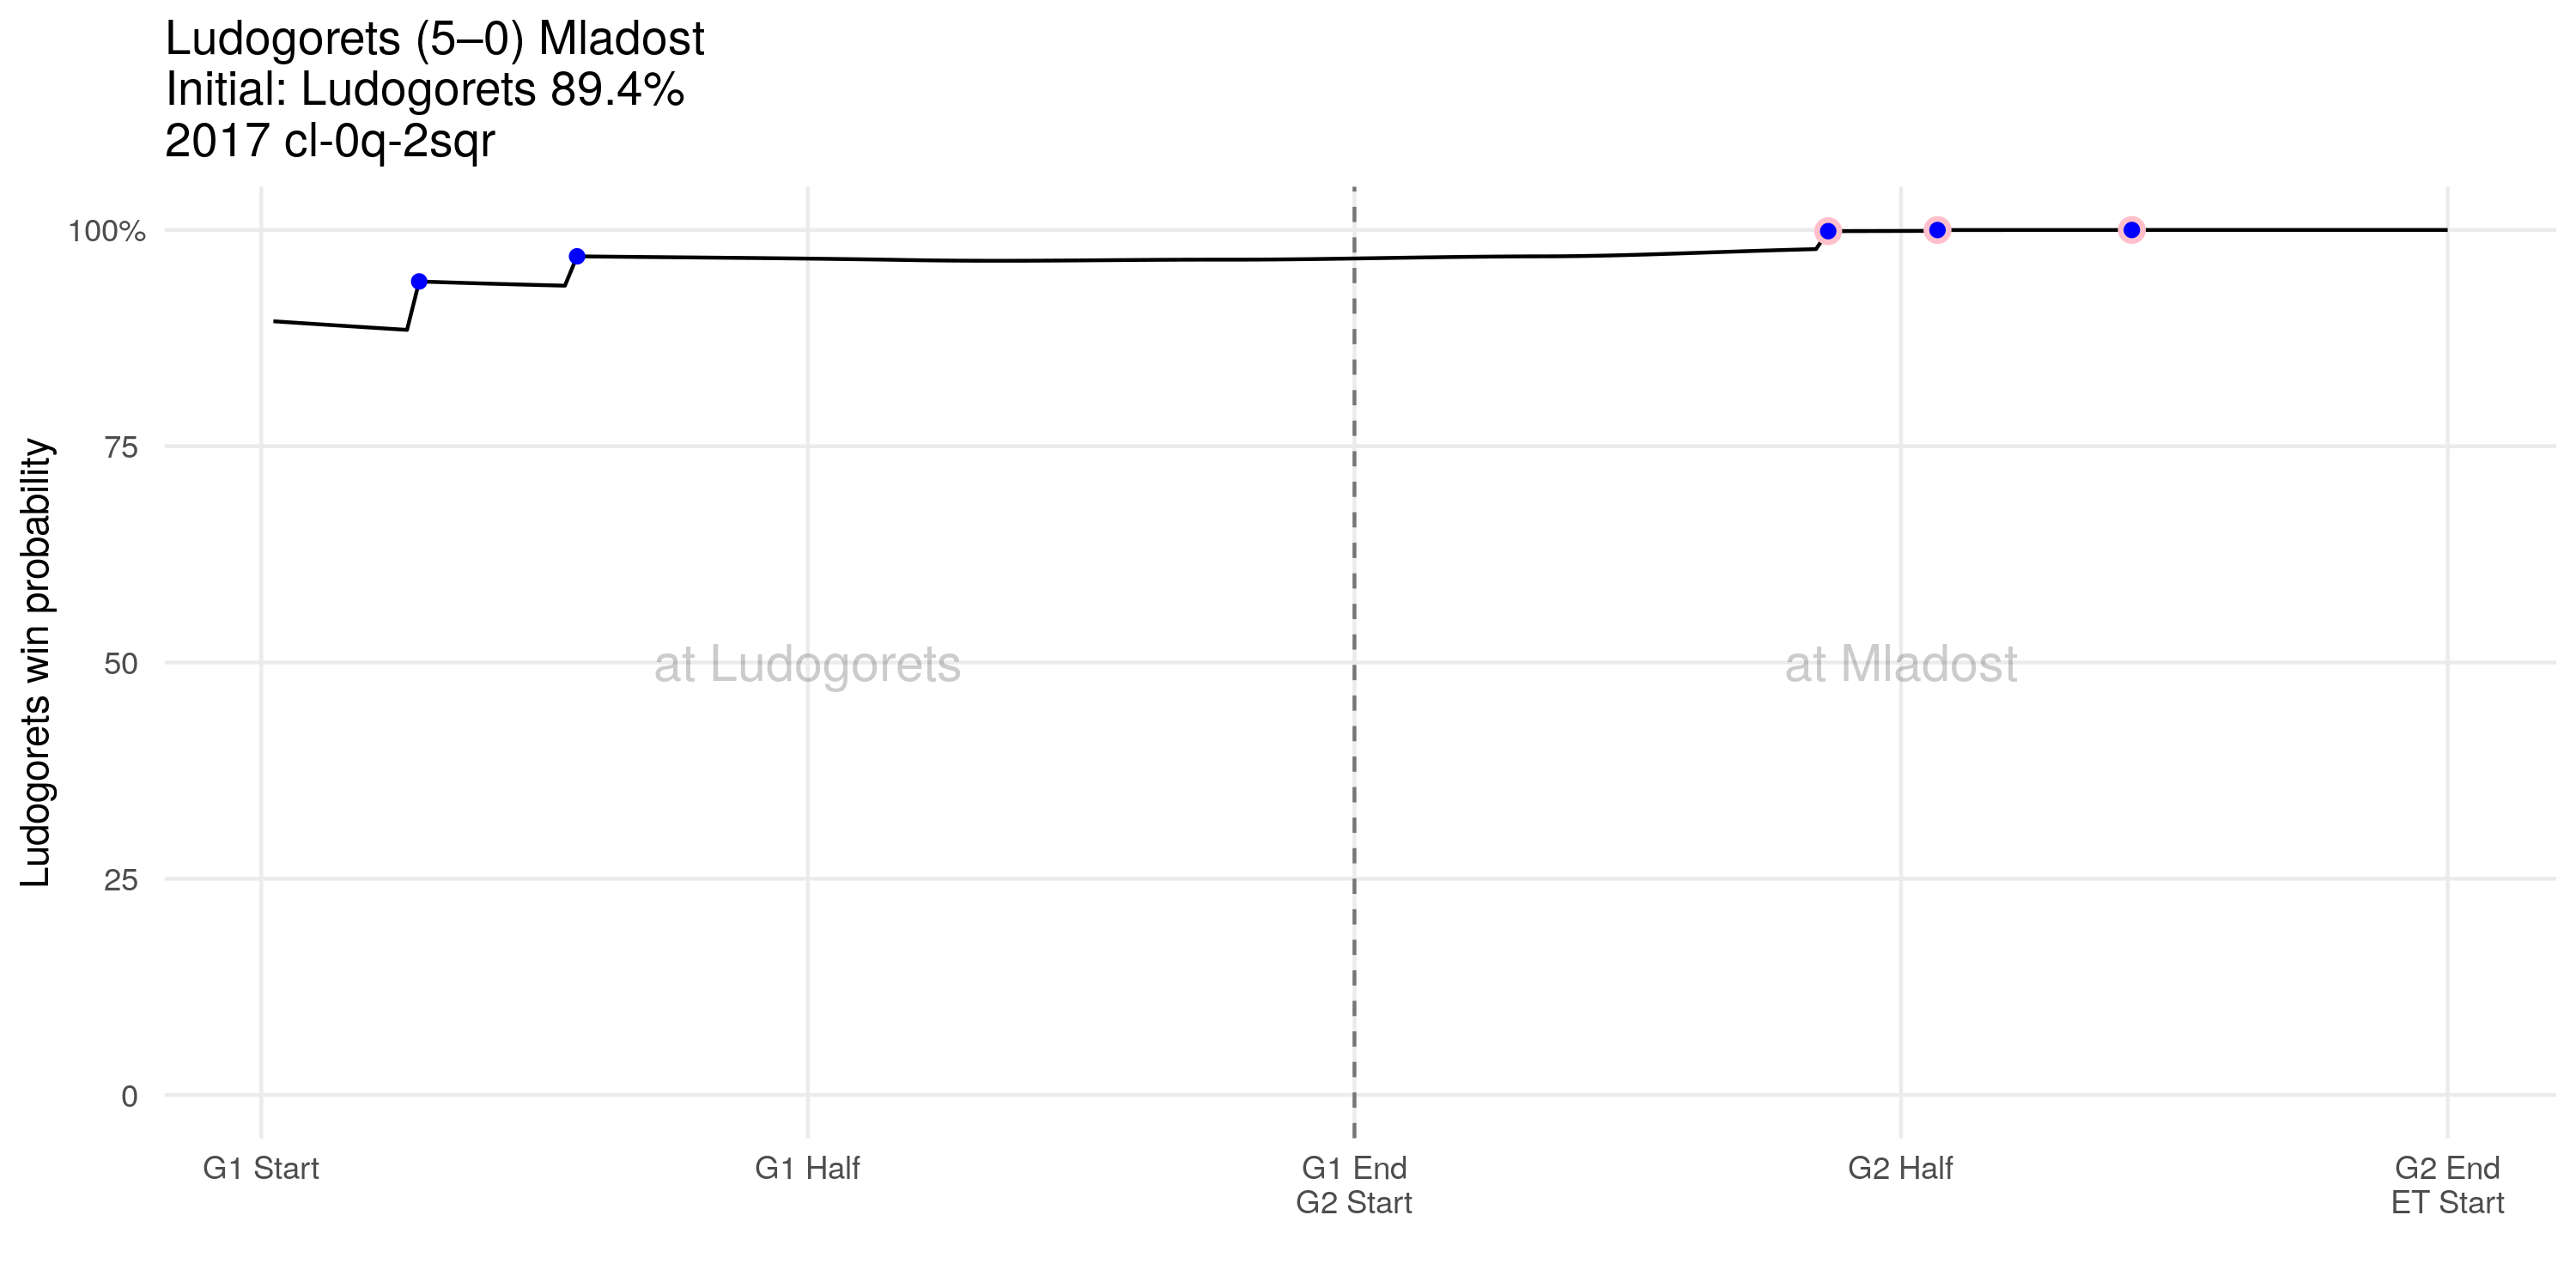 Ludogorets (5–0) Mladost
Initial: Ludogorets 89.4%
2017 cl-0q-2sqr
Ludogorets win probability
100%
75
50
25
0
at Ludogorets
at Mladost
G1 Start
G1 Half
G1 End
G2 Start
G2 Half
G2 End
ET Start